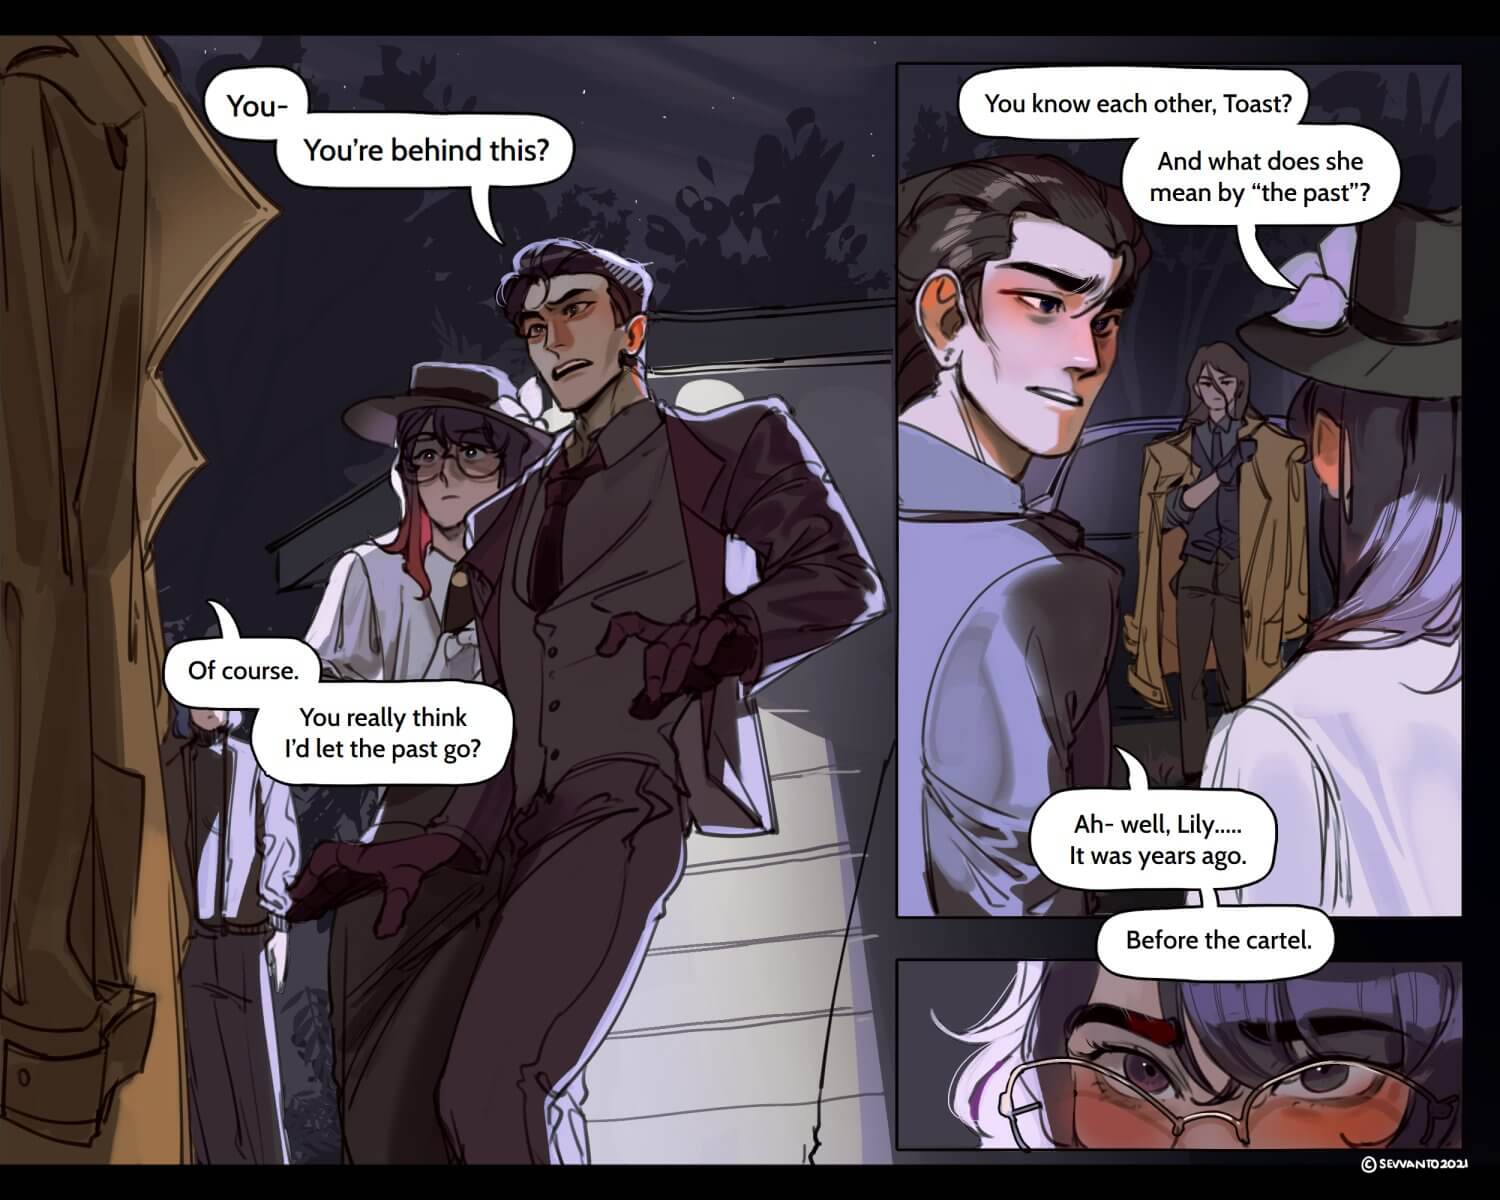 You-
You're behind this?
Of course.
You really think
I'd let the past go?
You know each other, Toast?
And what does she
mean by “the past”?
Ah- well, Lily.....
It was years ago.
Before the cartel.
© SEVVANTO2021